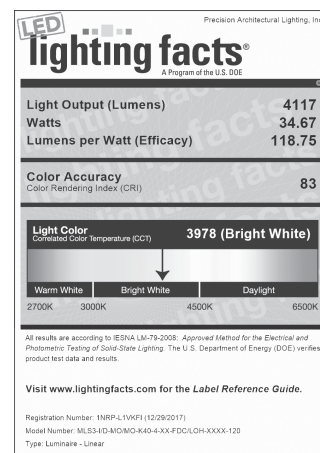 LED
Precision Architectural Lighting, Inc
lighting facts®
A Program of the U.S. DOE
Light Output (Lumens) 4117
Watts 34.67
Lumens per Watt (Efficacy) 118.75
Color Accuracy
Color Rendering Index (CRI) 83
Light Color
Correlated Color Temperature (CCT) 3978 (Bright White)
Warm White Bright White Daylight
2700K 3000K 4500K 6500K
All results are according to IESNA LM-79-2008: Approved Method for the Electrical and
Photometric Testing of Solid-State Lighting. The U.S. Department of Energy (DOE) verifies
product test data and results.
Visit www.lightingfacts.com for the Label Reference Guide.
Registration Number: 1NRP-L1VKFI (12/29/2017)
Model Number: MLS3-I/D-MO/MO-K40-4-XX-FDC/LOH-XXXX-120
Type: Luminaire - Linear